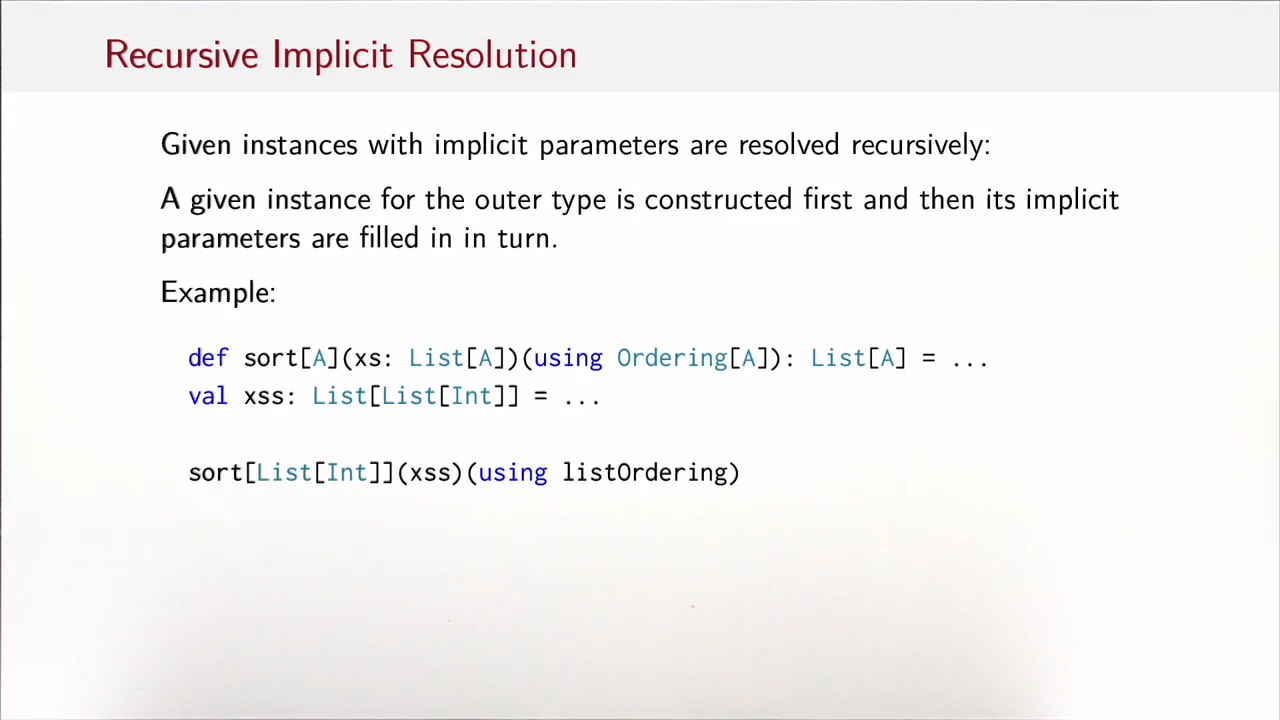 Recursive Implicit Resolution
Given instances with implicit parameters are resolved recursively:
A given instance for the outer type is constructed first and then its implicit
parameters are filled in in turn.
Example:
def sort[A](xs: List[A])(using Ordering[A]): List[A] = ...
val xss: List[List[Int]] = ...
sort[List[Int]](xss)(using listOrdering)